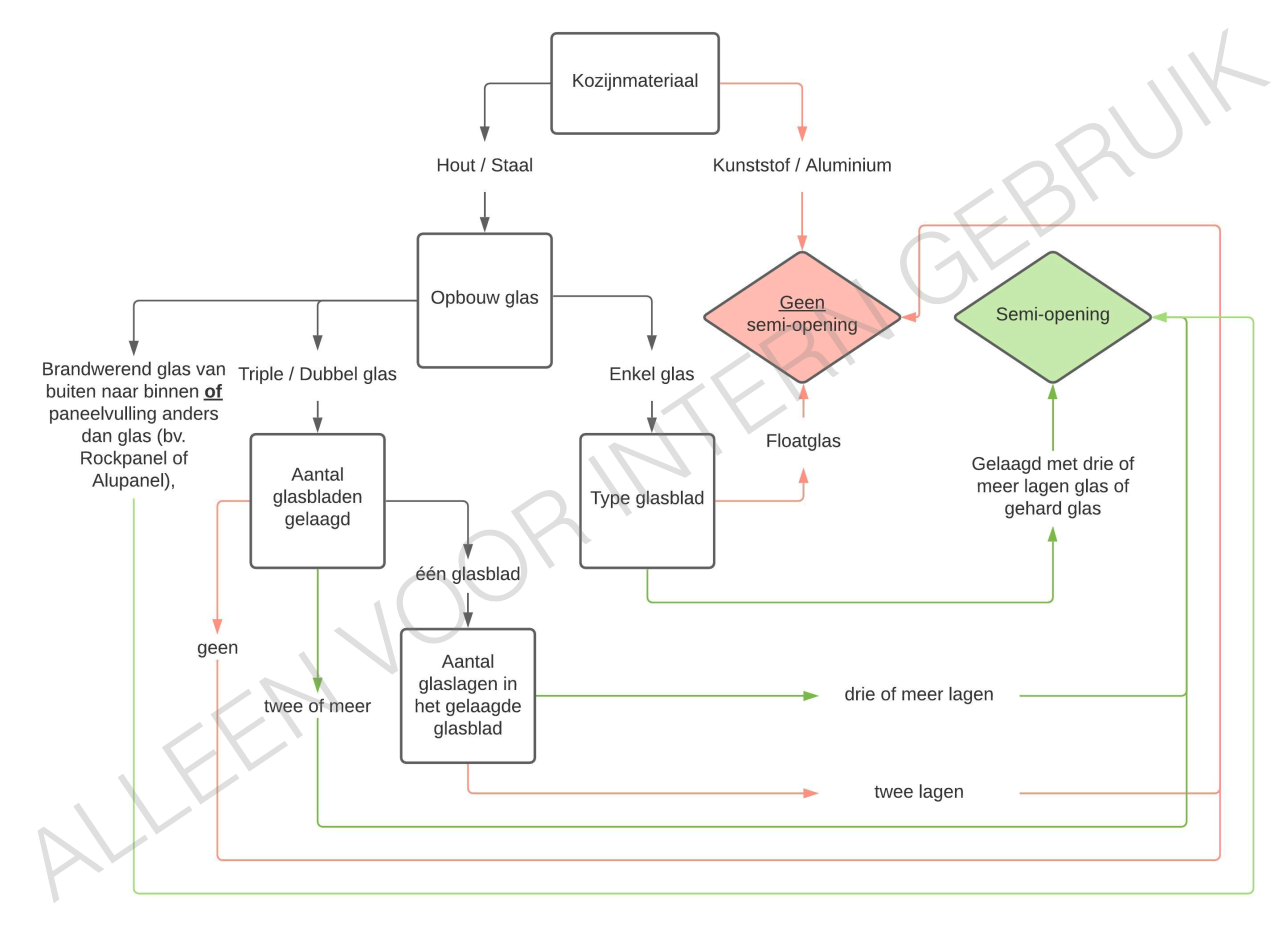 Kozijnmateriaal
Hout / Staal
Kunststof / Aluminium
Opbouw glas
Geen
semi-opening
Semi-opening
Brandwerend glas van
buiten naar binnen of
paneelvulling anders
dan glas (bv.
Rockpanel of
Alupanel),
Triple / Dubbel glas
Enkel glas
Floatglas
Aantal
glasbladen
gelaagd
Type glasblad
Gelaagd met drie of
meer lagen glas of
gehard glas
één glasblad
geen
twee of meer
Aantal
glaslagen in
het gelaagde
glasblad
drie of meer lagen
twee lagen
ALLEEN VOOR INTERN GEBRUIK